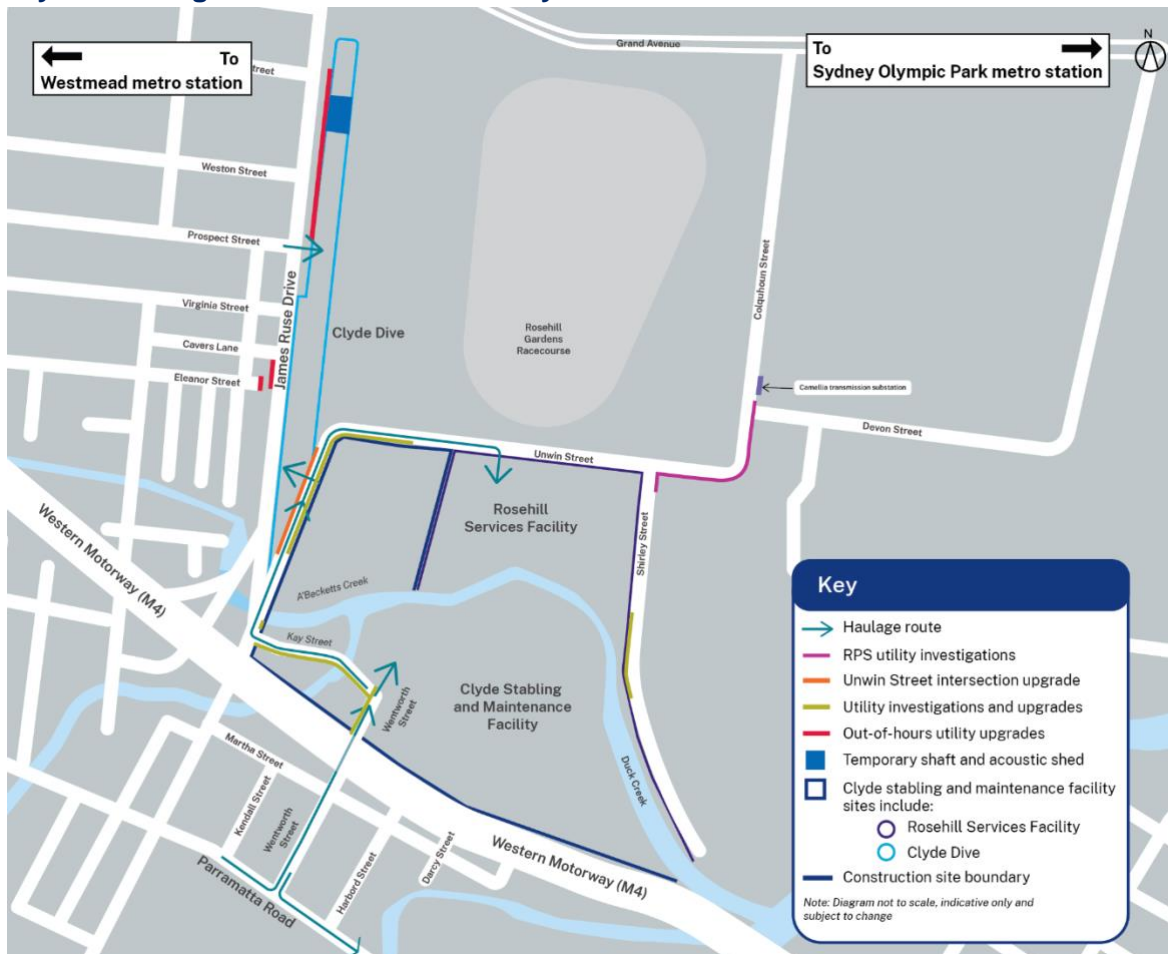 To
Westmead metro station
To
Sydney Olympic Park metro station
N
Grand Avenue
Weston Street
Prospect Street
Virginia Street
Cavers Lane
Eleanor Street
James Ruse Drive
Clyde Dive
Rosehill
Gardens
Racecourse
Colquhoun Street
Camellia transmission substation
Devon Street
Unwin Street
Rosehill
Services Facility
Shirley Street
A'Becketts Creek
Kay Street
Western Motorway (M4)
Wentworth
Street
Clyde Stabling
and Maintenance
Facility
Duck Creek
Martha Street
Kendall Street
Wentworth
Street
Harbord Street
Darcy Street
Parramatta Road
Western Motorway (M4)
Key
Haulage route
RPS utility investigations
Unwin Street intersection upgrade
Utility investigations and upgrades
Out-of-hours utility upgrades
Temporary shaft and acoustic shed
Clyde stabling and maintenance facility
sites include:
Rosehill Services Facility
Clyde Dive
Construction site boundary
Note: Diagram not to scale, indicative only and
subject to change